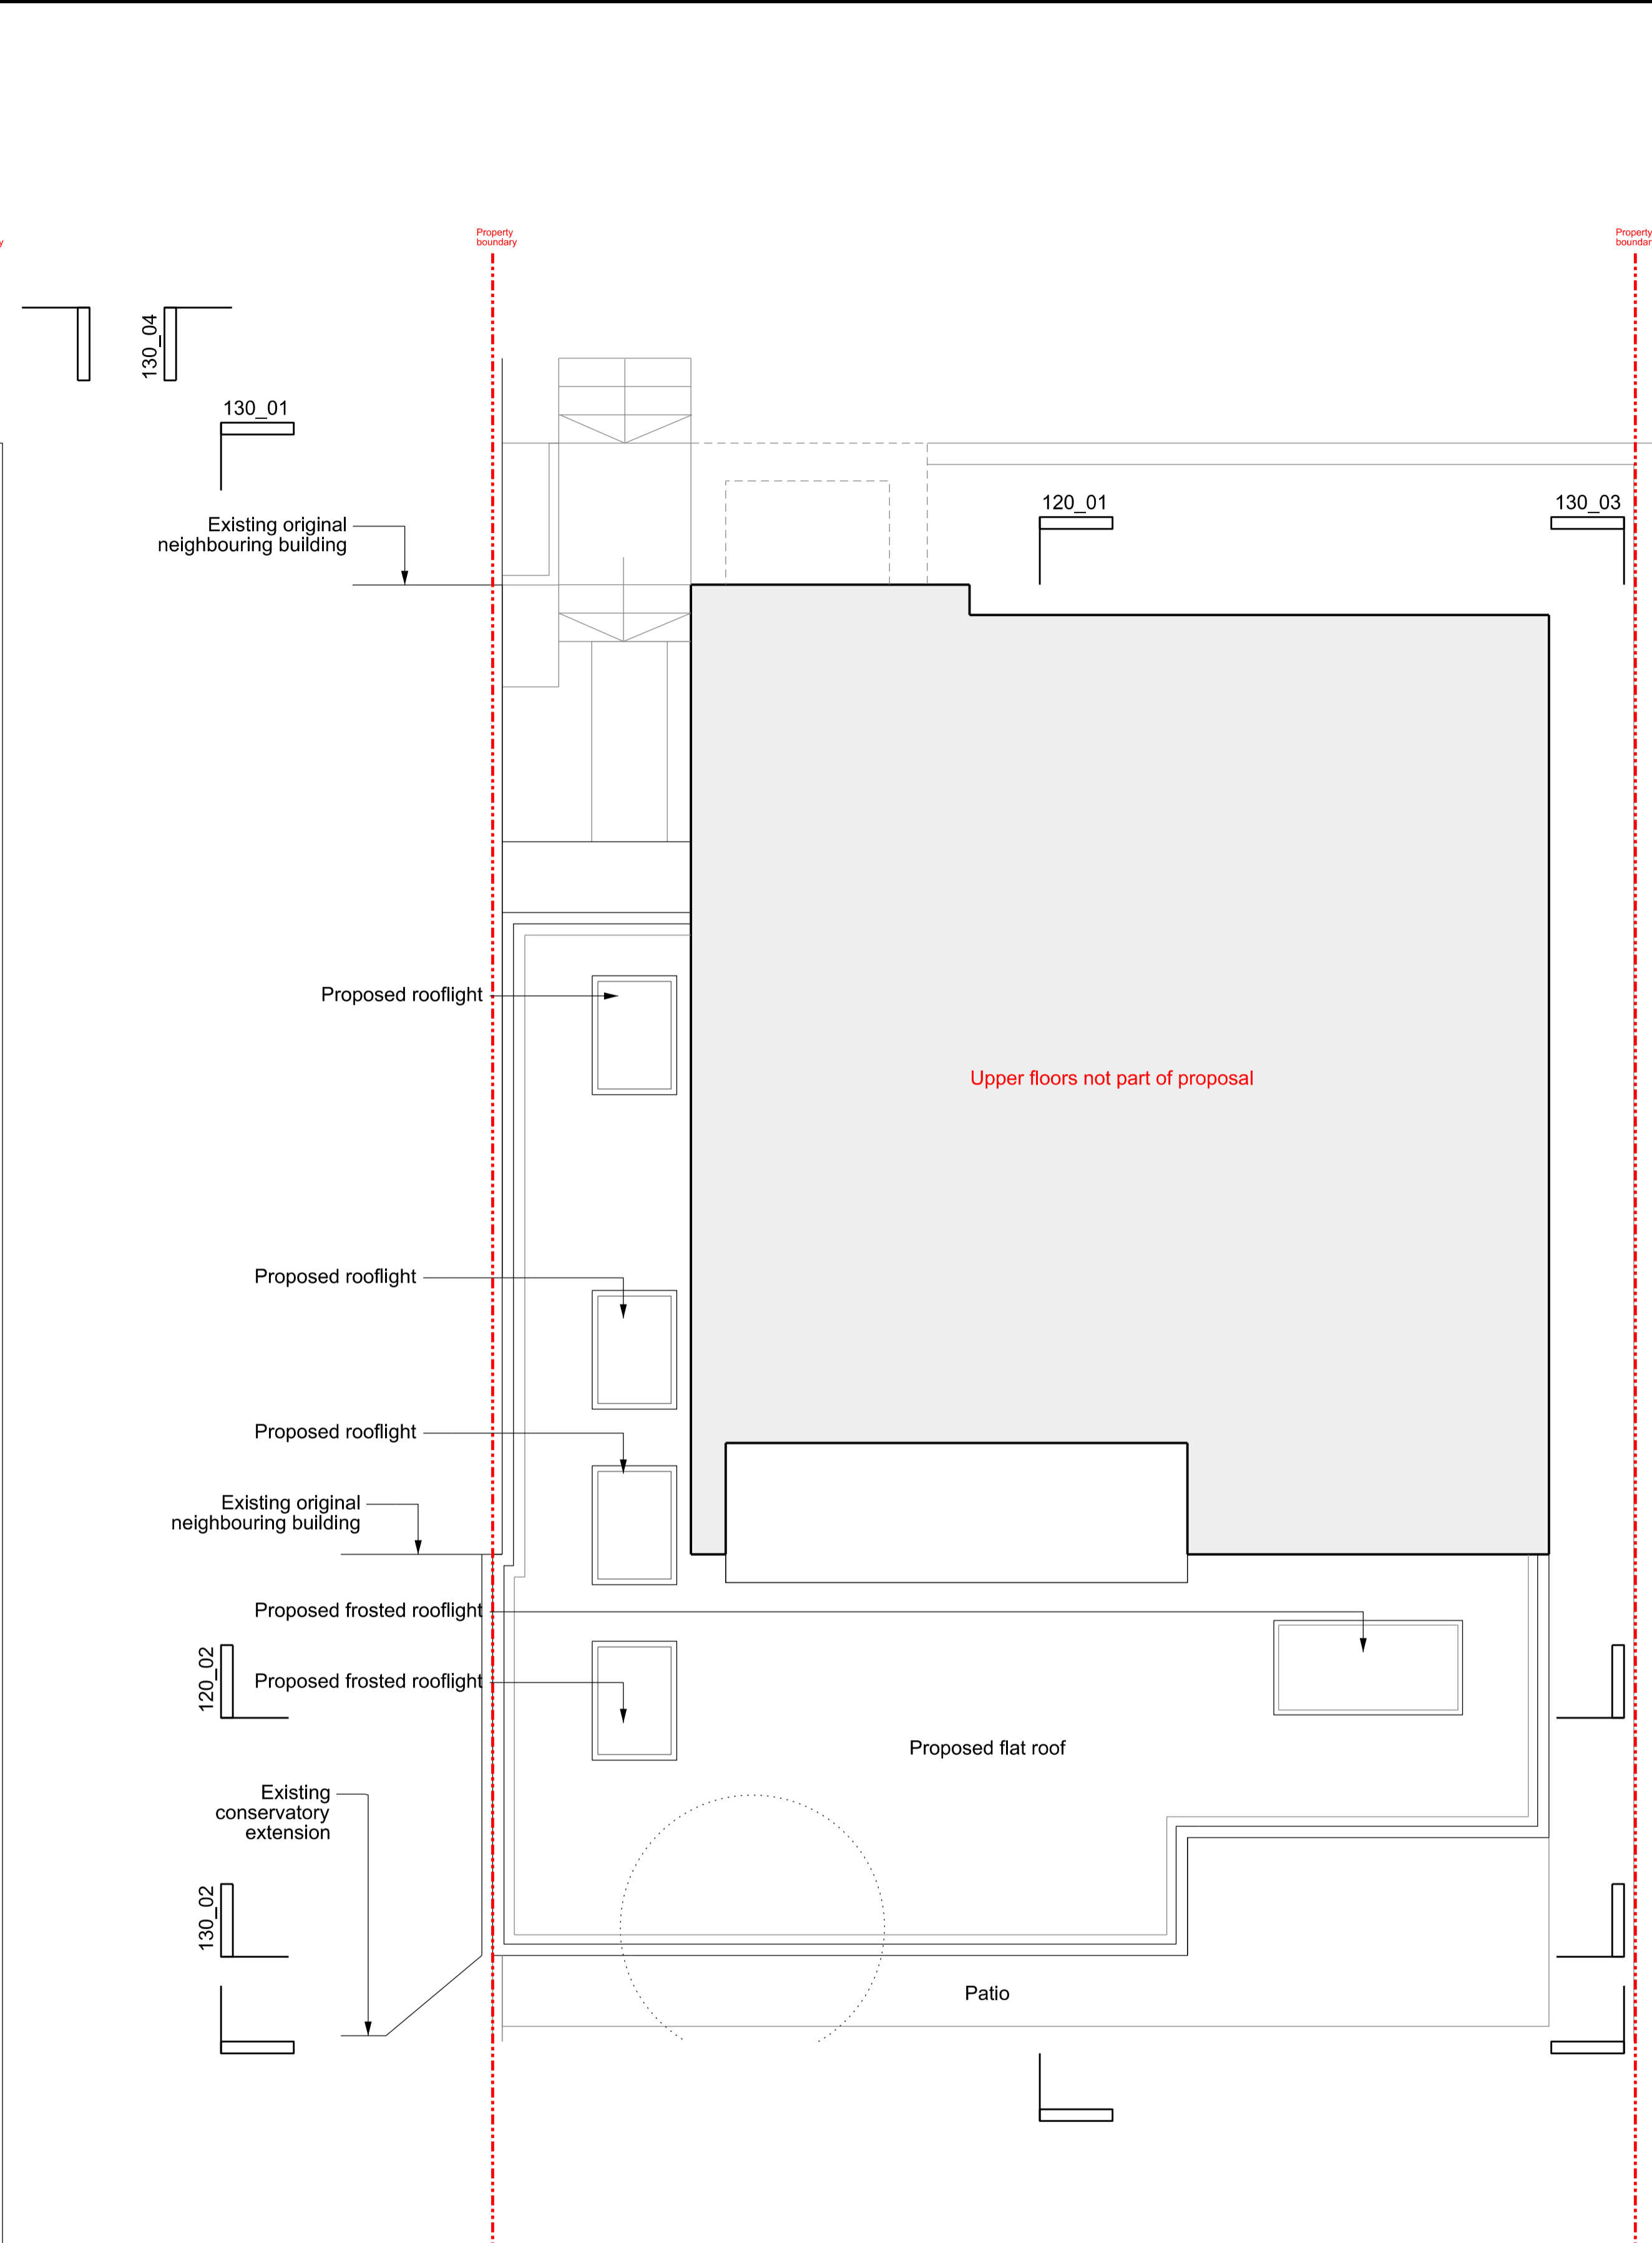 Property
boundary
Property
boundar
y
130_04
130_01
120_01
130_03
Existing original
neighbouring building
Proposed rooflight
Upper floors not part of proposal
Proposed rooflight
Proposed rooflight
Existing original
neighbouring building
Proposed frosted rooflight
120_02
Proposed frosted rooflight
Proposed flat roof
Existing
conservatory
extension
130_02
Patio